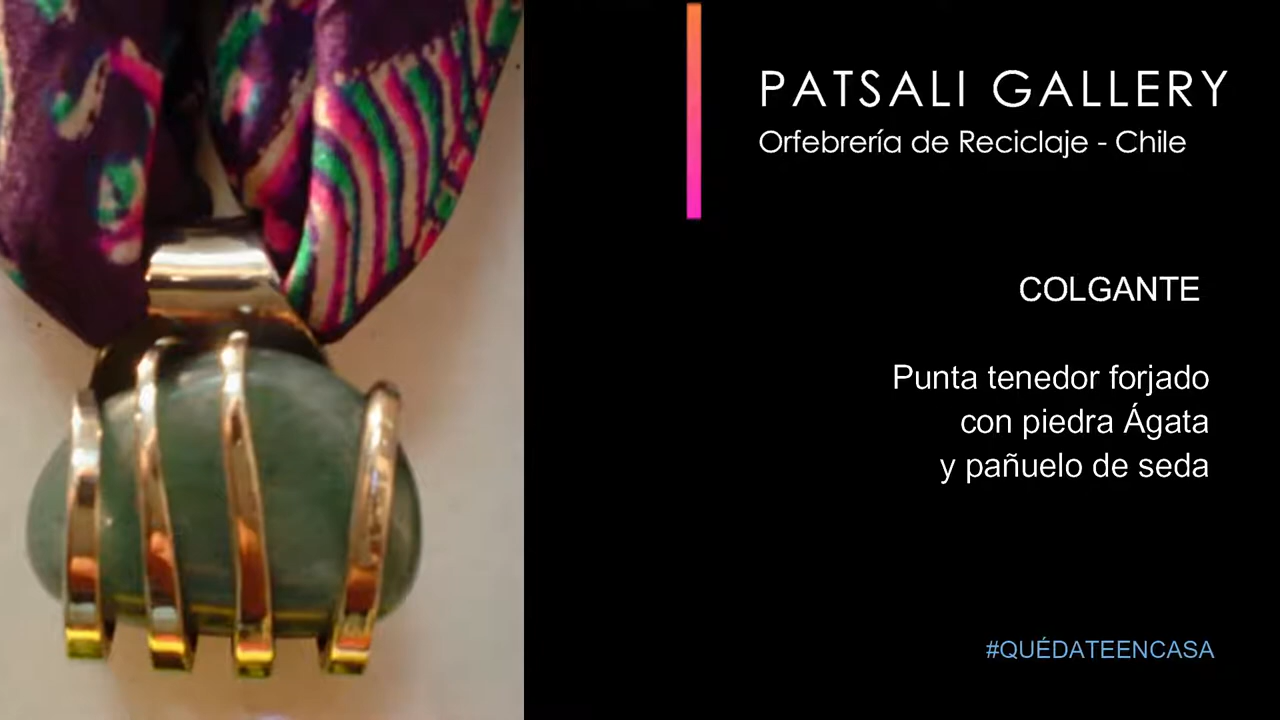 PATSALI GALLERY
Orfebrería de Reciclaje - Chile
COLGANTE
Punta tenedor forjado
con piedra Ágata
y pañuelo de seda
#QUÉDATEENCASA